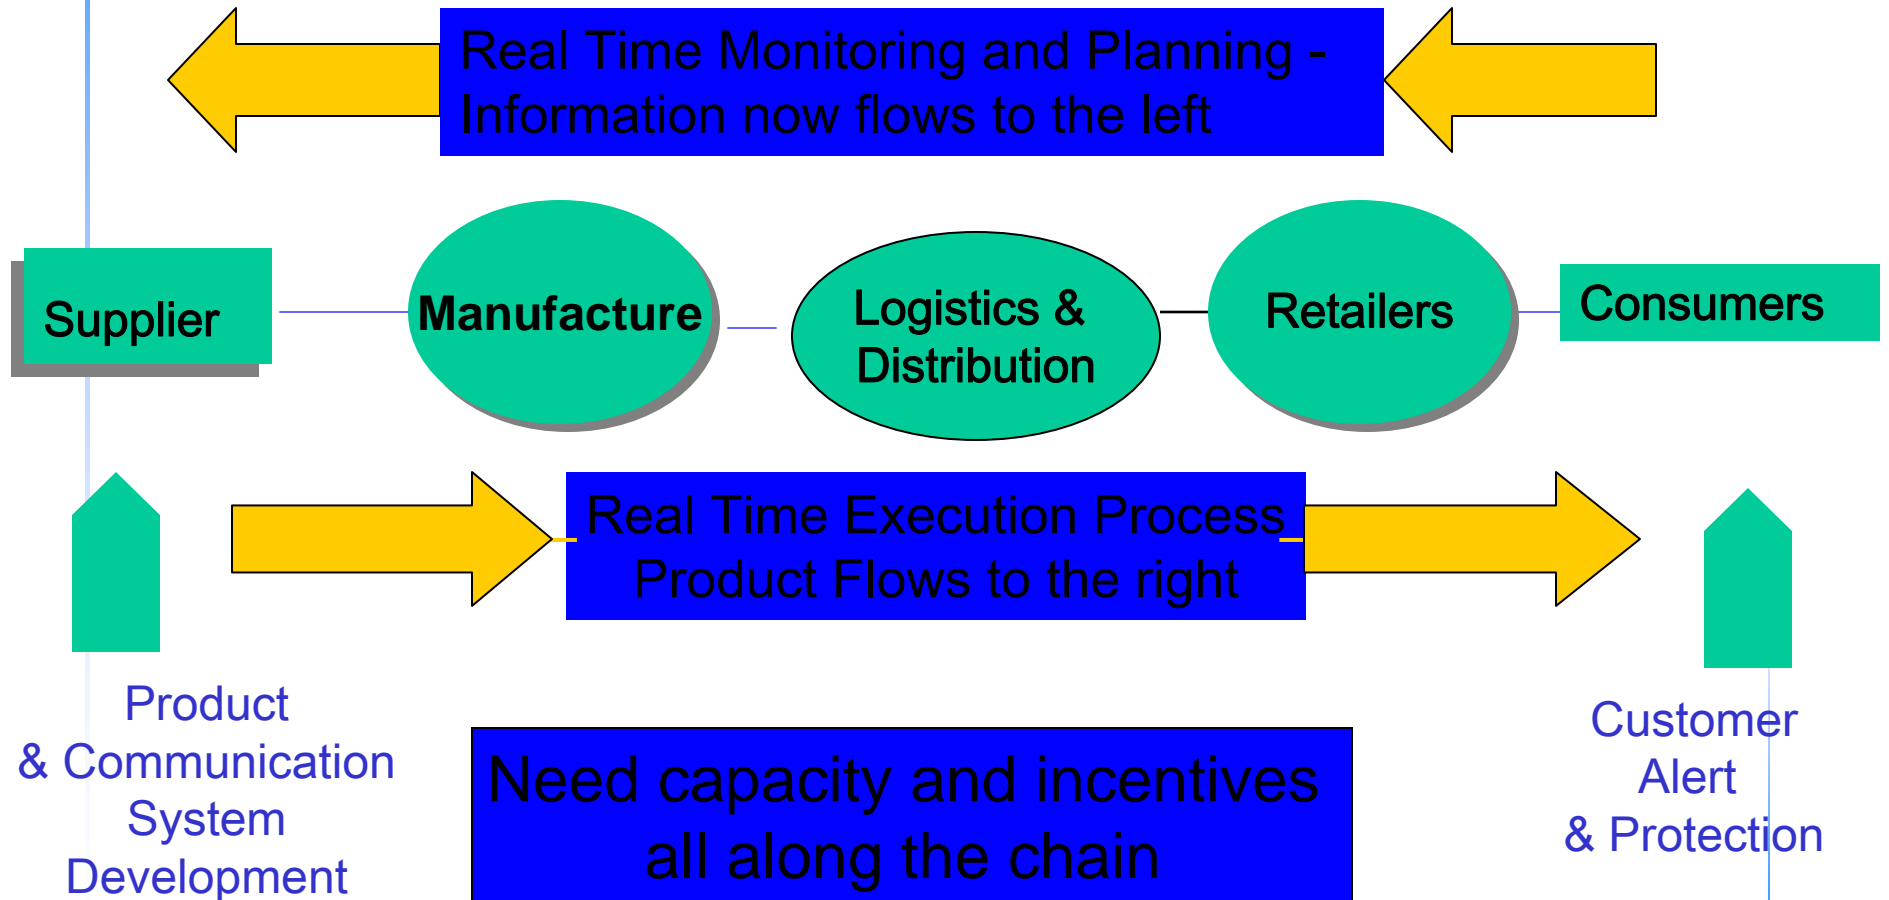 Real Time Monitoring and Planning -
Information now flows to the left
Supplier
Manufacture
Logistics &
Distribution
Retailers
Consumers
Real Time Execution Process
Product Flows to the right
Product
& Communication
System
Development
Need capacity and incentives
all along the chain
Customer
Alert
& Protection